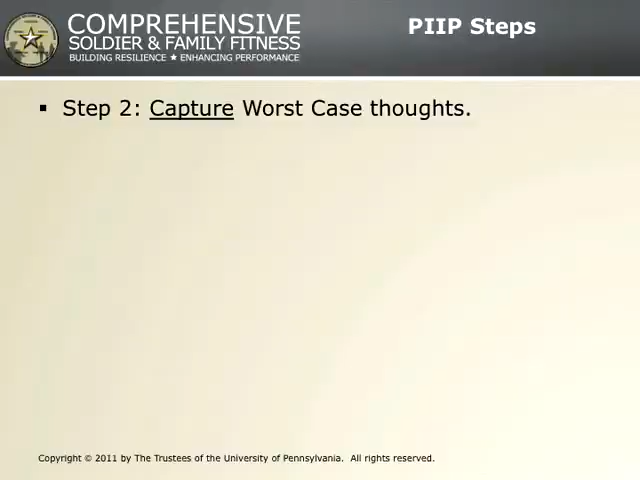 COMPREHENSIVE
SOLDIER & FAMILY FITNESS
BUILDING RESILIENCE ★ ENHANCING PERFORMANCE
PIIP Steps
▪ Step 2: Capture Worst Case thoughts.
Copyright © 2011 by The Trustees of the University of Pennsylvania. All rights reserved.